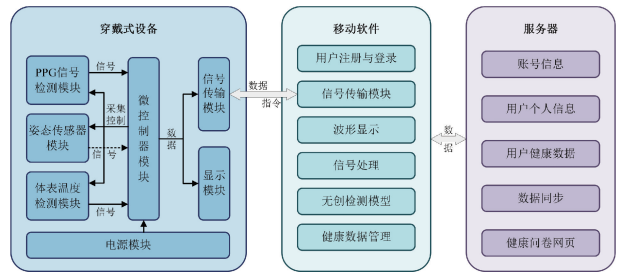 穿戴式设备
PPG信号
检测模块
姿态传感器
模块
体表温度
检测模块
信号
采集
控制
信号
信号
微控制器模块
数据
信号
传输
模块
显示
模块
电源模块
数据
指令
移动软件
用户注册与登录
信号传输模块
波形显示
信号处理
无创检测模型
健康数据管理
数据
服务器
账号信息
用户个人信息
用户健康数据
数据同步
健康问卷网页